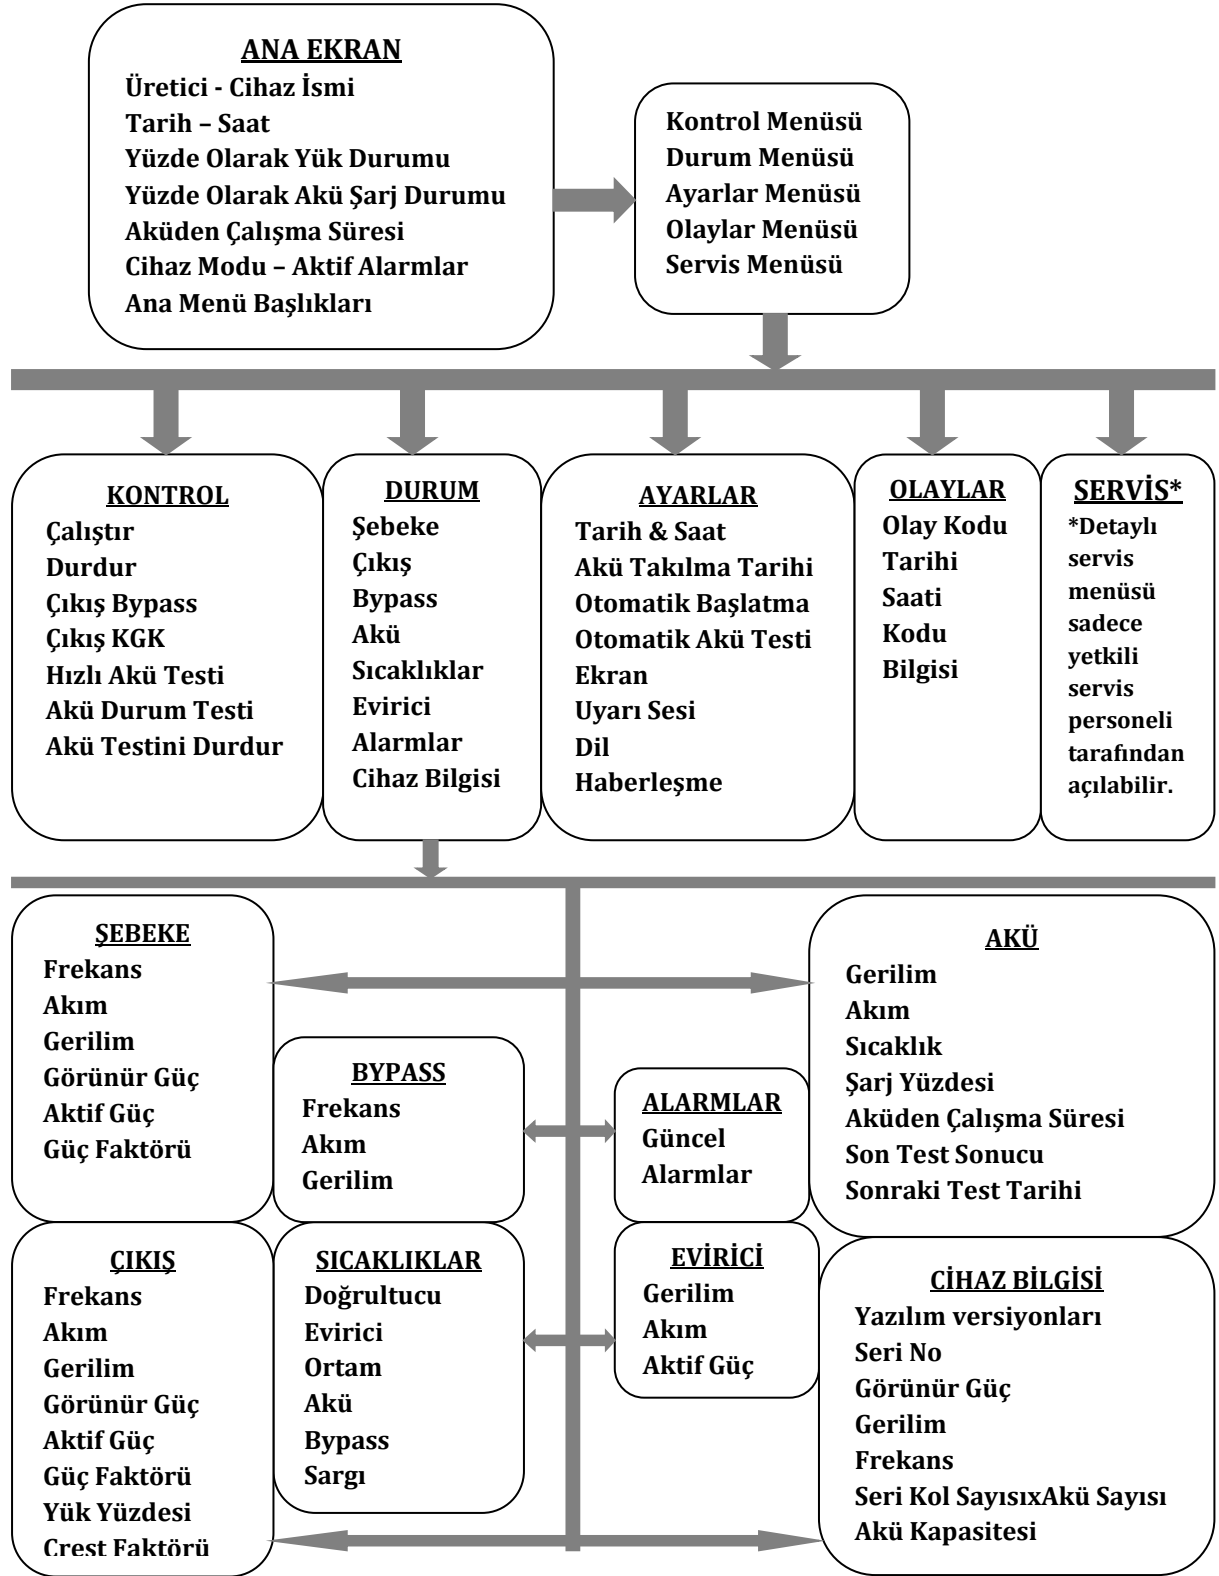 ANA EKRAN
Üretici - Cihaz İsmi
Tarih – Saat
Yüzde Olarak Yük Durumu
Yüzde Olarak Akü Şarj Durumu
Aküden Çalışma Süresi
Cihaz Modu – Aktif Alarmlar
Ana Menü Başlıkları
Kontrol Menüsü
Durum Menüsü
Ayarlar Menüsü
Olaylar Menüsü
Servis Menüsü
KONTROL
Çalıştır
Durdur
Çıkış Bypass
Çıkış KGK
Hızlı Akü Testi
Akü Durum Testi
Akü Testini Durdur
DURUM
Şebeke
Çıkış
Bypass
Akü
Sıcaklıklar
Evirici
Alarmlar
Cihaz Bilgisi
AYARLAR
Tarih & Saat
Akü Takılma Tarihi
Otomatik Başlatma
Otomatik Akü Testi
Ekran
Uyarı Sesi
Dil
Haberleşme
OLAYLAR
Olay Kodu
Tarihi
Saati
Kodu
Bilgisi
SERVİS*
*Detaylı
servis
menüsü
sadece
yetkili
servis
personeli
tarafından
açılabilir.
ŞEBEKE
Frekans
Akım
Gerilim
Görünür Güç
Aktif Güç
Güç Faktörü
BYPASS
Frekans
Akım
Gerilim
ALARMLAR
Güncel
Alarmlar
AKÜ
Gerilim
Akım
Sıcaklık
Şarj Yüzdesi
Aküden Çalışma Süresi
Son Test Sonucu
Sonraki Test Tarihi
ÇIKIŞ
Frekans
Akım
Gerilim
Görünür Güç
Aktif Güç
Güç Faktörü
Yük Yüzdesi
Crest Faktörü
SICAKLIKLAR
Doğrultucu
Evirici
Ortam
Akü
Bypass
Sargı
EVİRİCİ
Gerilim
Akım
Aktif Güç
CİHAZ BİLGİSİ
Yazılım versiyonları
Seri No
Görünür Güç
Gerilim
Frekans
Seri Kol SayısıxAkü Sayısı
Akü Kapasitesi